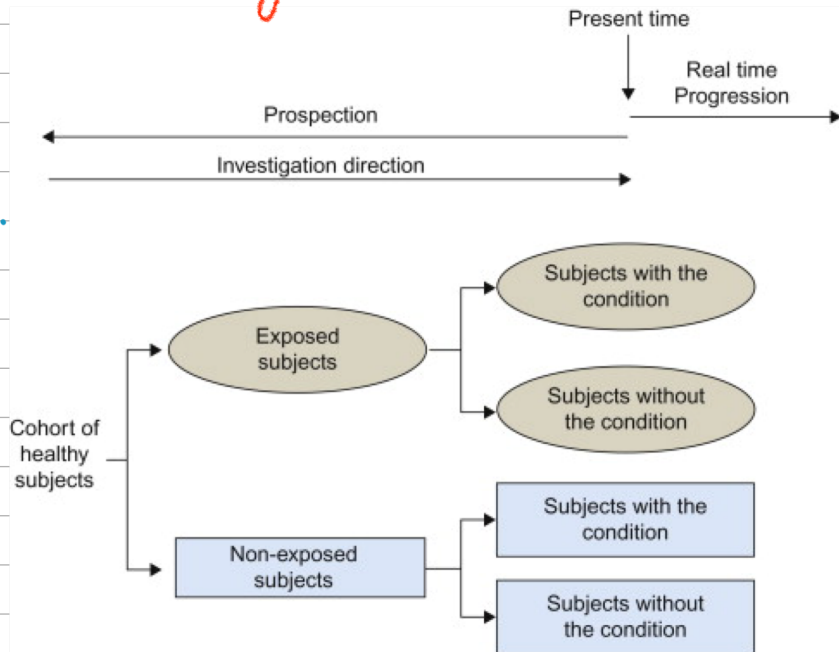 Present time
Real time
Progression
Prospection
Investigation direction
Subjects with the
condition
Exposed
subjects
Subjects without
the condition
Cohort of
healthy
subjects
Subjects with the
condition
Non-exposed
subjects
Subjects without
the condition